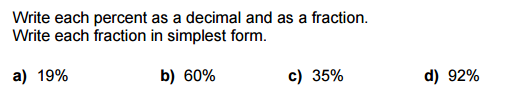 Write each percent as a decimal and as a fraction.
Write each fraction in simplest form.
a) 19% b) 60% c) 35% d) 92%